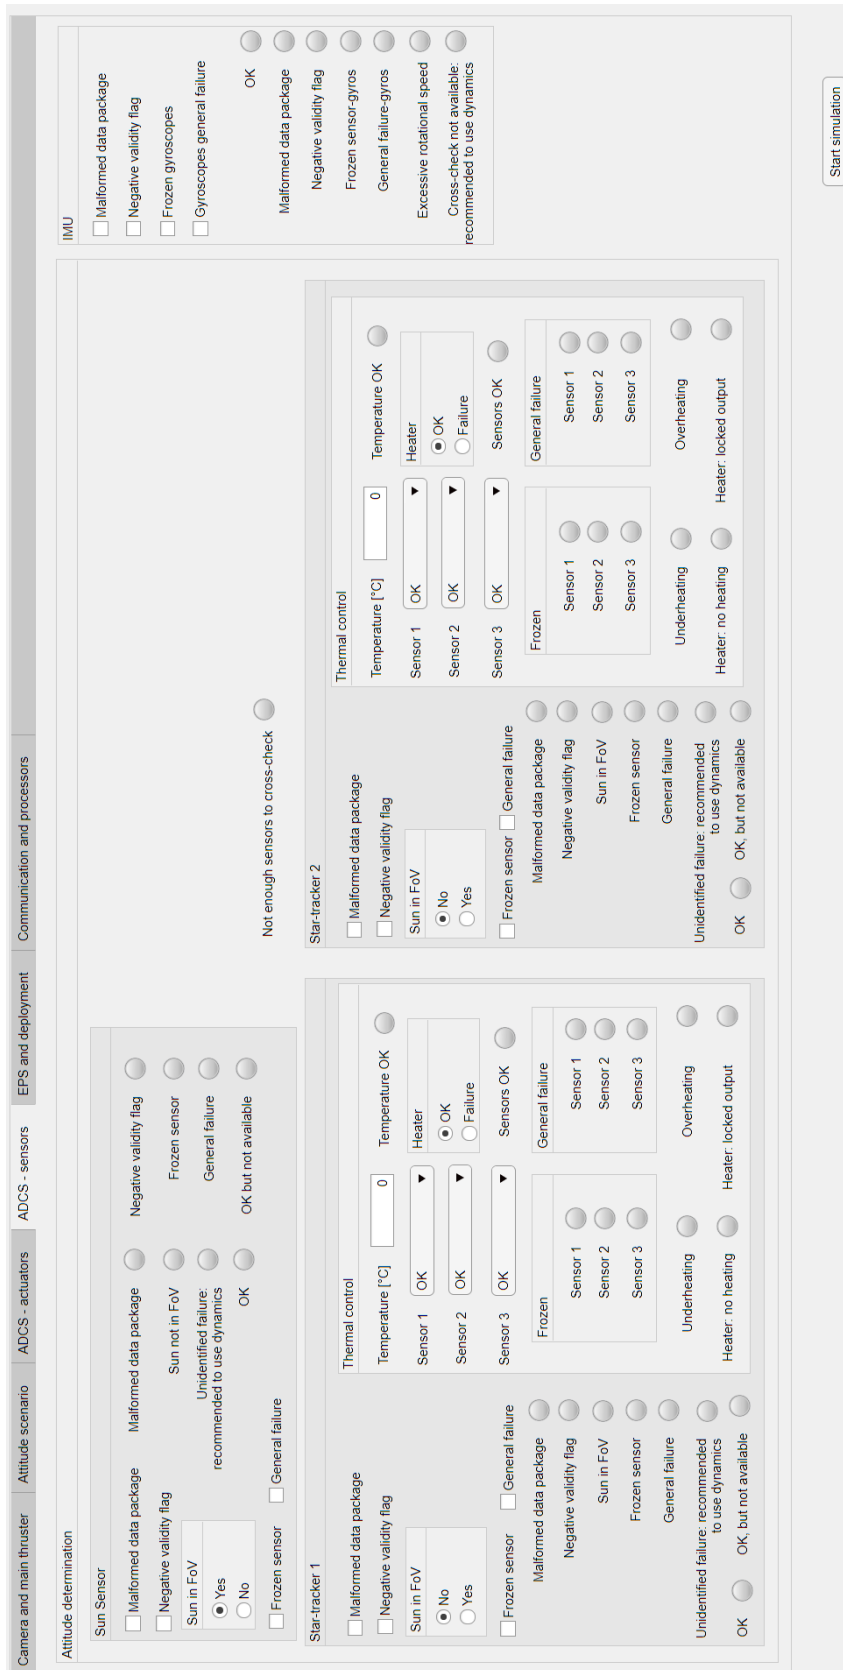 Camera and main thruster
Attitude scenario
ADCS - actuators
ADCS - sensors
EPS and deployment
Communication and processors
Attitude determination
Sun Sensor
Malformed data package
Negative validity flag
Sun in FoV
Yes
No
Frozen sensor
General failure
Malformed data package
Sun not in FoV
Unidentified failure:
recommended to use dynamics
OK
Negative validity flag
Frozen sensor
General failure
OK but not available
Not enough sensors to cross-check
Star-tracker 1
Malformed data package
Negative validity flag
Sun in FoV
No
Yes
Frozen sensor
General failure
Malformed data package
Negative validity flag
Sun in FoV
Frozen sensor
General failure
Unidentified failure: recommended
to use dynamics
OK
OK, but not available
Thermal control
Temperature [°C]
0
Temperature OK
Sensor 1
OK
Sensor 2
OK
Sensor 3
OK
Heater
OK
Failure
Sensors OK
Frozen
Sensor 1
Sensor 2
Sensor 3
General failure
Sensor 1
Sensor 2
Sensor 3
Underheating
Overheating
Heater: no heating
Heater: locked output
Star-tracker 2
Malformed data package
Negative validity flag
Sun in FoV
No
Yes
Frozen sensor
General failure
Malformed data package
Negative validity flag
Sun in FoV
Frozen sensor
General failure
Unidentified failure: recommended
to use dynamics
OK
OK, but not available
Thermal control
Temperature [°C]
0
Temperature OK
Sensor 1
OK
Sensor 2
OK
Sensor 3
OK
Heater
OK
Failure
Sensors OK
Frozen
Sensor 1
Sensor 2
Sensor 3
General failure
Sensor 1
Sensor 2
Sensor 3
Underheating
Overheating
Heater: no heating
Heater: locked output
IMU
Malformed data package
Negative validity flag
Frozen gyroscopes
Gyroscopes general failure
OK
Malformed data package
Negative validity flag
Frozen sensor-gyros
General failure-gyros
Excessive rotational speed
Cross-check not available:
recommended to use dynamics
Start simulation